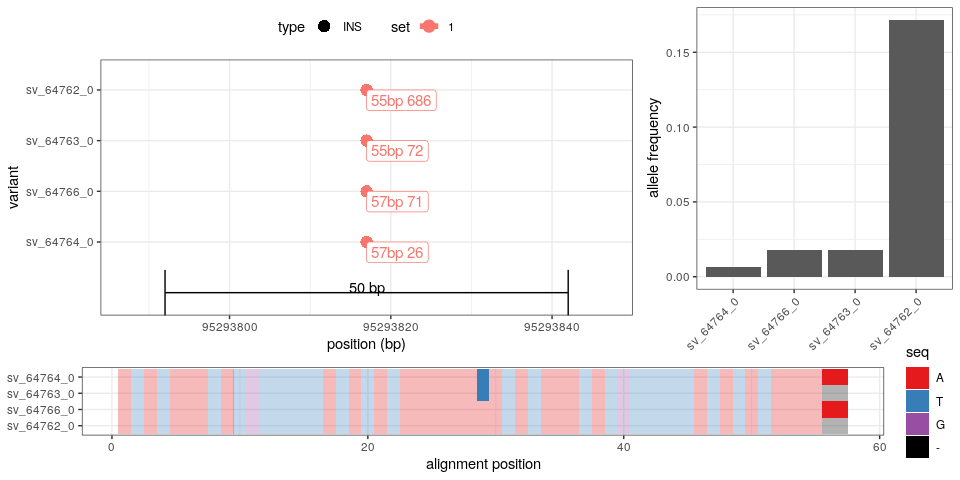 type INS set 1
variant
sv_64762_0
sv_64763_0
sv_64766_0
sv_64764_0
55bp 686
55bp 72
57bp 71
57bp 26
50 bp
95293800 95293820 95293840
position (bp)
allele frequency
0.15
0.10
0.05
0.00
sv_64764_0 sv_64766_0 sv_64763_0 sv_64762_0
sv_64764_0
sv_64763_0
sv_64766_0
sv_64762_0
0 20 40 60
alignment position
seq
A
T
G
-